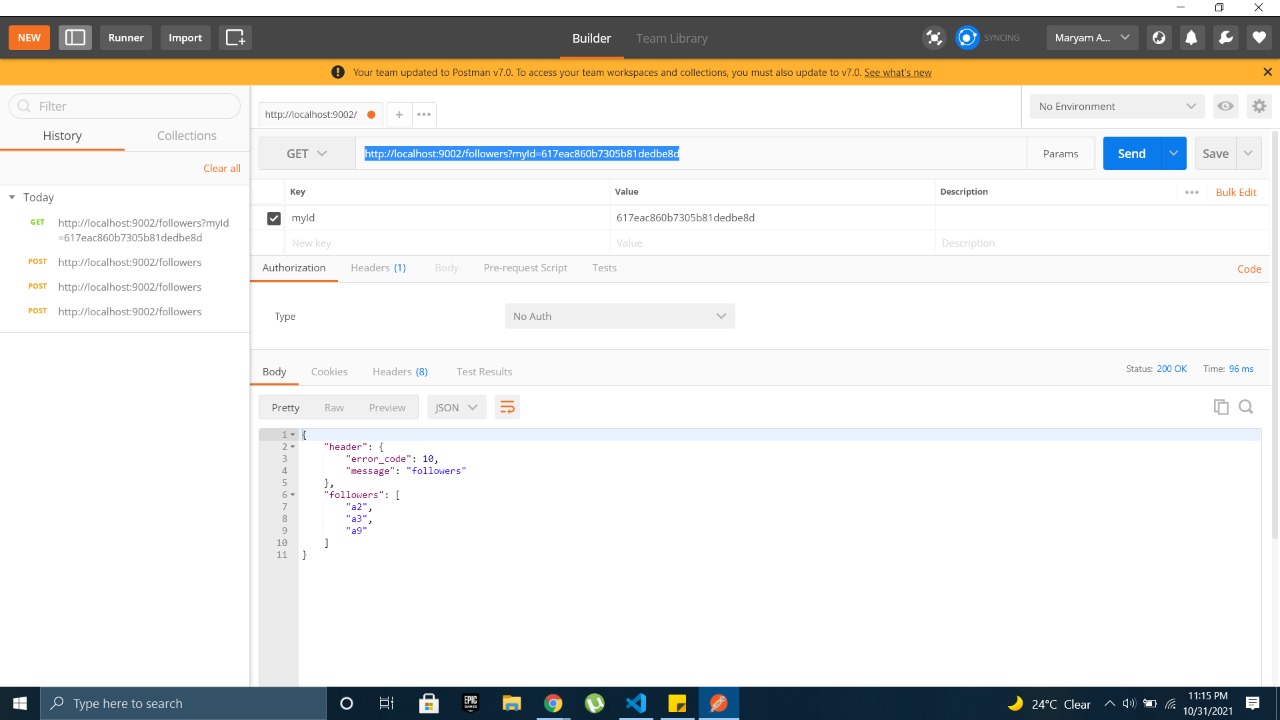 NEW
Runner
Import
Builder
Team Library
SYNCING
Maryam A...
Your team updated to Postman v7.0. To access your team workspaces and collections, you must also update to v7.0. See what's new
Filter
History
Collections
Clear all
Today
GET http://localhost:9002/followers?myId
=617eac860b7305b81dedbe8d
POST http://localhost:9002/followers
POST http://localhost:9002/followers
POST http://localhost:9002/followers
http://localhost:9002/
No Environment
GET
http://localhost:9002/followers?myId=617eac860b7305b81dedbe8d
Params
Send
Save
Key Value Description
Bulk Edit
myId 617eac860b7305b81dedbe8d
New key Value Description
Authorization Headers (1) Body Pre-request Script Tests
Code
Type
No Auth
Body Cookies Headers (8) Test Results
Status: 200 OK Time: 96 ms
Pretty Raw Preview JSON
1 {
2 "header": {
3 "error_code": 10,
4 "message": "followers"
5 },
6 "followers": [
7 "a2",
8 "a3",
9 "a9"
10 ]
11 }
Type here to search
EPIC GAMES
24°C Clear
11:15 PM
10/31/2021